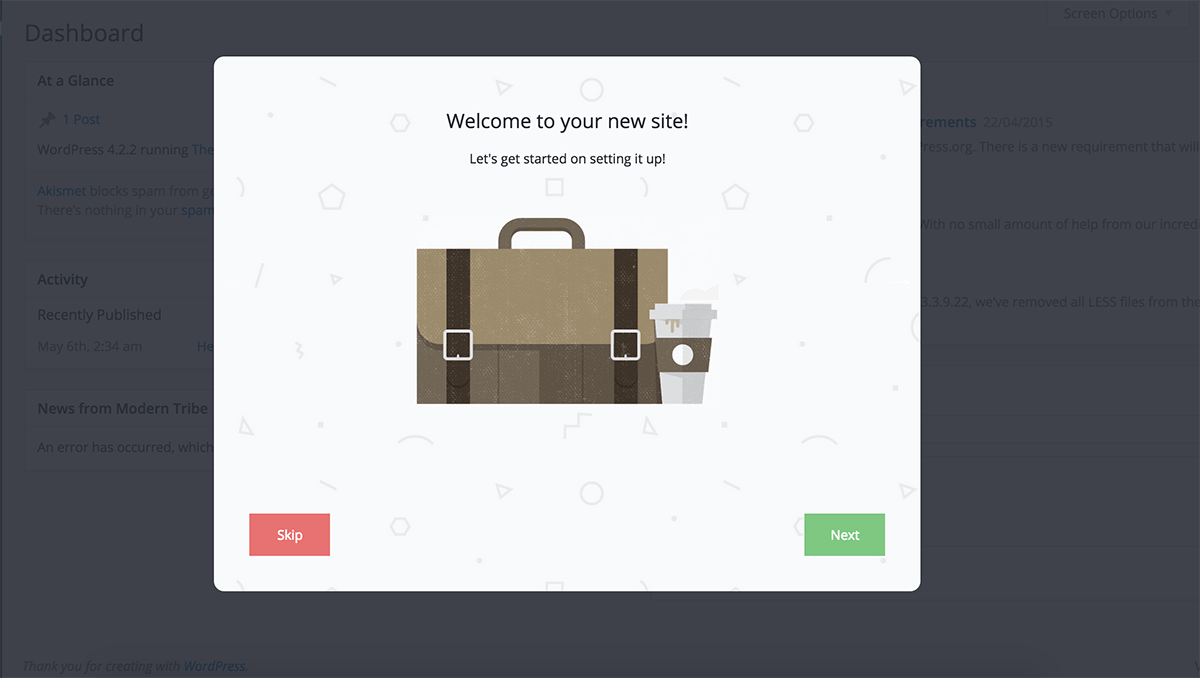 Dashboard
Screen Options
At a Glance
1 Post
WordPress 4.2.2 running The
Akismet blocks spam from
There's nothing in your spam
Activity
Recently Published
May 6th, 2:34 am
He
News from Modern Tribe
An error has occurred, which
Welcome to your new site!
Let's get started on setting it up!
Skip
Next
rements 22/04/2015
ress.org. There is a new requirement that will
With no small amount of help from our incred
3.3.9.22, we've removed all LESS files from the
Thank you for creating with WordPress.